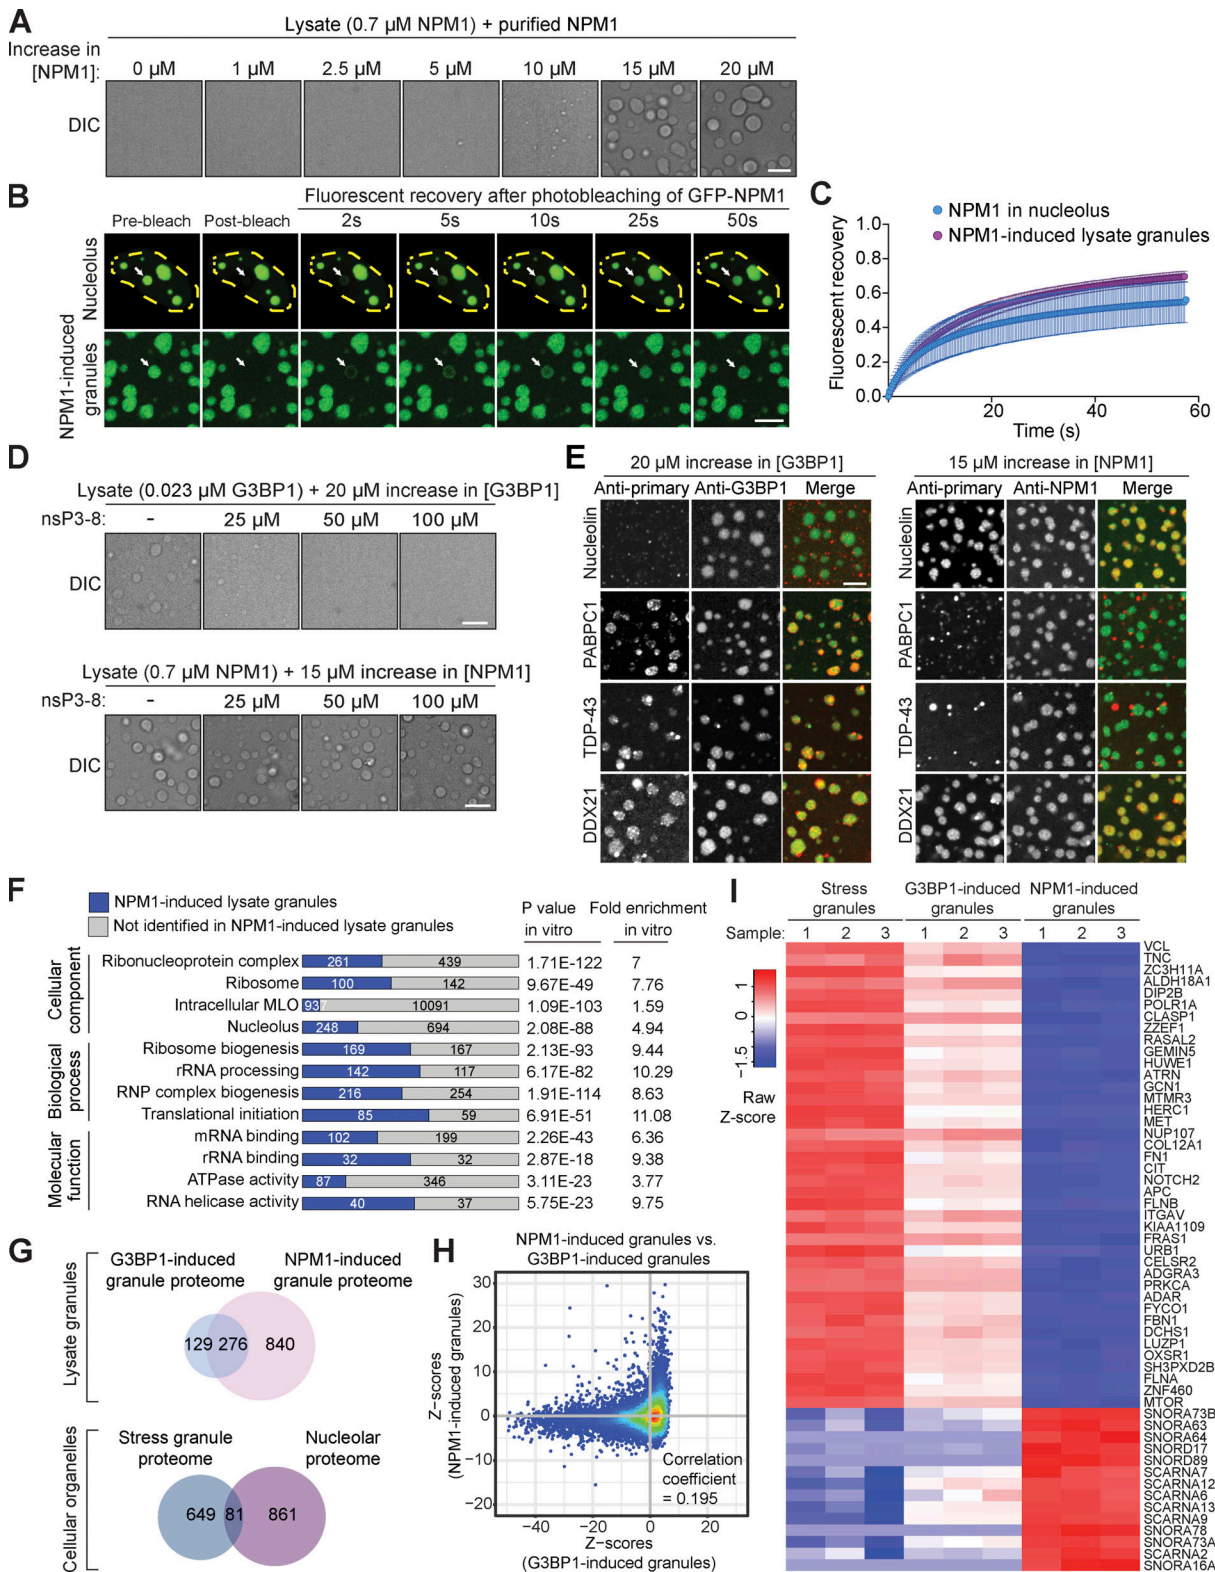 A
Lysate (0.7 µM NPM1) + purified NPM1
Increase in
[NPM1]:
0 µM 1 µM 2.5 µM 5 µM 10 µM 15 µM 20 µM
DIC
B
Fluorescent recovery after photobleaching of GFP-NPM1
Pre-bleach Post-bleach 2s 5s 10s 25s 50s
Nucleolus
NPM1-induced
granules
C
NPM1 in nucleolus
NPM1-induced lysate granules
Fluorescent recovery
1.0
0.8
0.6
0.4
0.2
0.0
20 40 60
Time (s)
D
Lysate (0.023 µM G3BP1) + 20 µM increase in [G3BP1]
nsP3-8: - 25 µM 50 µM 100 µM
DIC
Lysate (0.7 µM NPM1) + 15 µM increase in [NPM1]
nsP3-8: - 25 µM 50 µM 100 µM
DIC
E
20 µM increase in [G3BP1]
Anti-primary Anti-G3BP1 Merge
Nucleolin
PABPC1
TDP-43
DDX21
15 µM increase in [NPM1]
Anti-primary Anti-NPM1 Merge
Nucleolin
PABPC1
TDP-43
DDX21
F
NPM1-induced lysate granules
Not identified in NPM1-induced lysate granules
P value
in vitro
Fold enrichment
in vitro
Cellular
component
Ribonucleoprotein complex 261 439 1.71E-122 7
Ribosome 100 142 9.67E-49 7.76
Intracellular MLO 937 10091 1.09E-103 1.59
Nucleolus 248 694 2.08E-88 4.94
Biological
process
Ribosome biogenesis 169 167 2.13E-93 9.44
rRNA processing 142 117 6.17E-82 10.29
RNP complex biogenesis 216 254 1.91E-114 8.63
Translational initiation 85 59 6.91E-51 11.08
Molecular
function
mRNA binding 102 199 2.26E-43 6.36
rRNA binding 32 32 2.87E-18 9.38
ATPase activity 87 346 3.11E-23 3.77
RNA helicase activity 40 37 5.75E-23 9.75
G
Lysate granules
G3BP1-induced
granule proteome
NPM1-induced
granule proteome
129 276 840
Cellular organelles
Stress granule
proteome
Nucleolar
proteome
649 81 861
H
NPM1-induced granules vs.
G3BP1-induced granules
Z-scores
(NPM1-induced granules)
30
20
10
0
−10
−20
Correlation
coefficient
= 0.195
−40 −20 0 20
Z-scores
(G3BP1-induced granules)
I
Stress
granules
G3BP1-induced
granules
NPM1-induced
granules
Sample: 1 2 3 1 2 3 1 2 3
1
0
−1
−1.5
Raw
Z-score
VCL
TNC
ZC3H11A
ALDH18A1
DIP2B
POLR1A
CLASP1
ZZEF1
RASAL2
GEMIN5
HUWE1
ATRN
GCN1
MTMR3
HERC1
MET
NUP107
COL12A1
FN1
CIT
NOTCH2
APC
FLNB
ITGAV
KIAA1109
FRAS1
URB1
CELSR2
ADGRA3
PRKCA
ADAR
FYCO1
FBN1
DCHS1
LUZP1
OXSR1
SH3PXD2B
FLNA
ZNF460
MTOR
SNORA73B
SNORA63
SNORA64
SNORD17
SNORD89
SCARNA7
SCARNA12
SCARNA6
SCARNA13
SCARNA9
SNORA78
SNORA73A
SCARNA2
SNORA16A